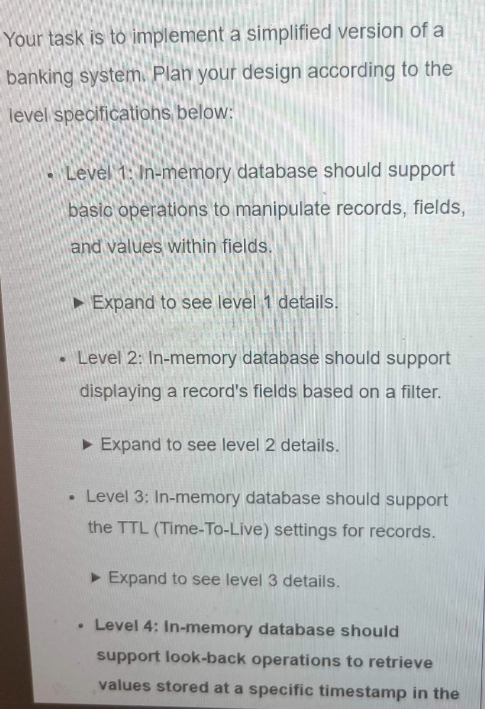 Your task is to implement a simplified version of a
banking system. Plan your design according to the
level specifications below:
• Level 1: In-memory database should support
basic operations to manipulate records, fields,
and values within fields.
▶ Expand to see level 1 details.
• Level 2: In-memory database should support
displaying a record's fields based on a filter.
▶ Expand to see level 2 details.
• Level 3: In-memory database should support
the TTL (Time-To-Live) settings for records.
▶ Expand to see level 3 details.
• Level 4: In-memory database should
support look-back operations to retrieve
values stored at a specific timestamp in the